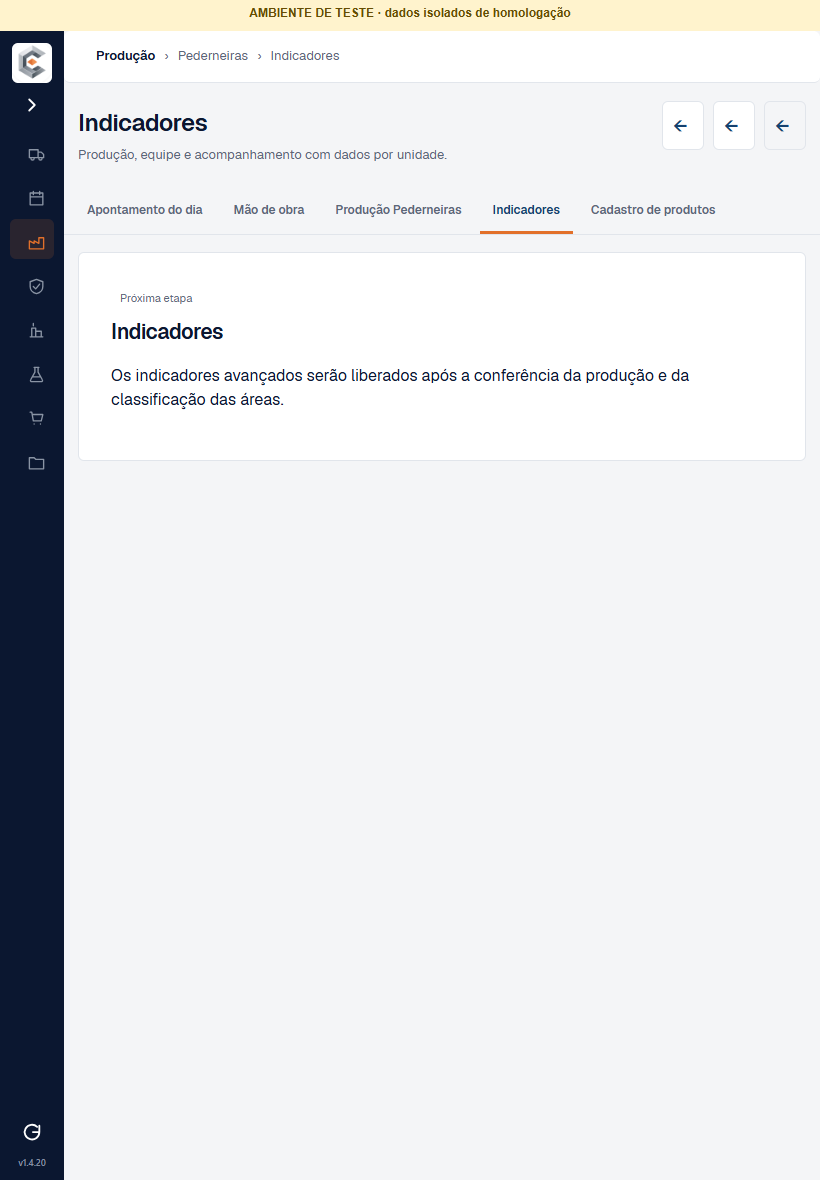 AMBIENTE DE TESTE · dados isolados de homologação
Produção › Pederneiras › Indicadores
Indicadores
Produção, equipe e acompanhamento com dados por unidade.
Apontamento do dia Mão de obra Produção Pederneiras Indicadores Cadastro de produtos
Próxima etapa
Indicadores
Os indicadores avançados serão liberados após a conferência da produção e da
classificação das áreas.
v1.4.20